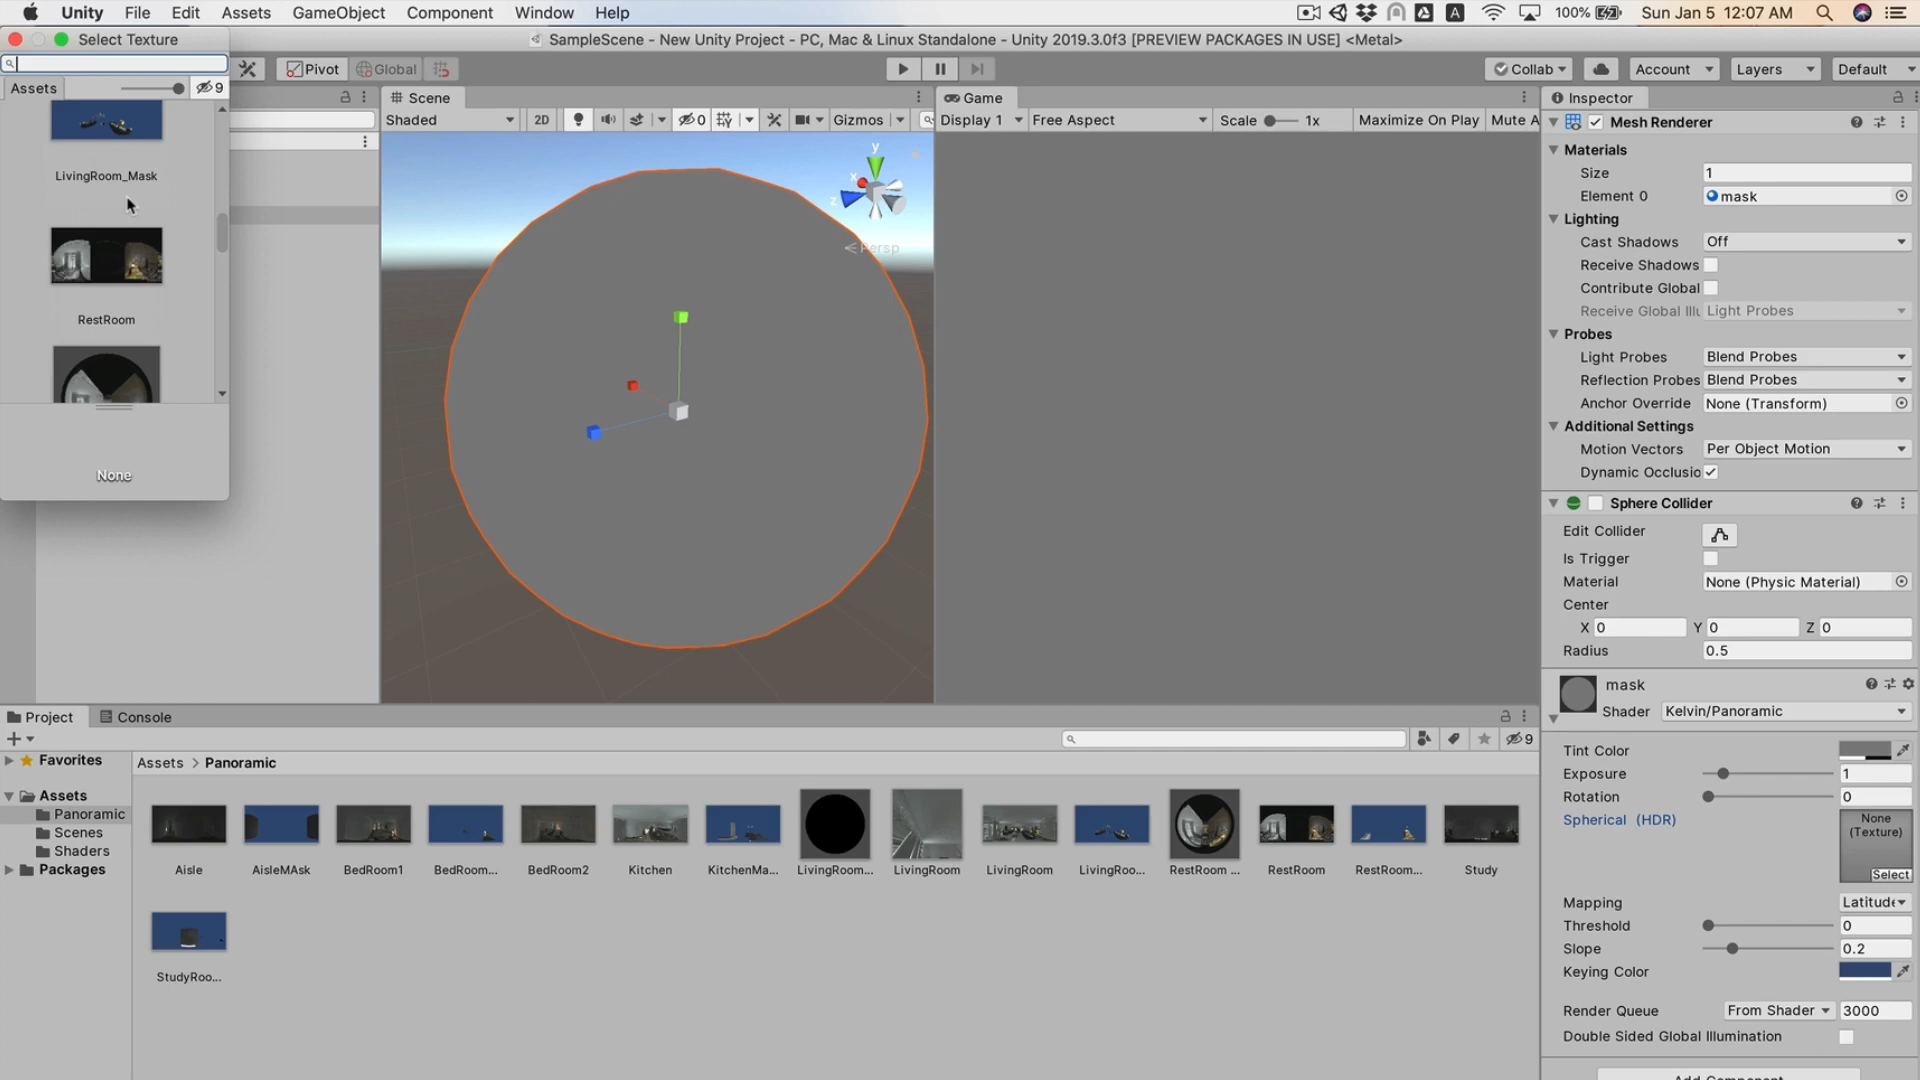 Unity File Edit Assets GameObject Component Window Help 100% Sun Jan 5 12:07 AM
Select Texture
SampleScene - New Unity Project - PC, Mac & Linux Standalone - Unity 2019.3.0f3 [PREVIEW PACKAGES IN USE] <Metal>
Pivot Global Collab Account Layers Default
Assets 9
Scene Game Inspector
Shaded 2D 0 Gizmos Display 1 Free Aspect Scale 1x Maximize On Play Mute A
LivingRoom_Mask
RestRoom
None
y
x
z
Persp
Mesh Renderer
Materials
Size 1
Element 0 mask
Lighting
Cast Shadows Off
Receive Shadows
Contribute Global
Receive Global Illu Light Probes
Probes
Light Probes Blend Probes
Reflection Probes Blend Probes
Anchor Override None (Transform)
Additional Settings
Motion Vectors Per Object Motion
Dynamic Occlusio
Sphere Collider
Edit Collider
Is Trigger
Material None (Physic Material)
Center
X 0 Y 0 Z 0
Radius 0.5
mask
Shader Kelvin/Panoramic
Tint Color
Exposure 1
Rotation 0
Spherical (HDR) None
(Texture)
Select
Mapping Latitude
Threshold 0
Slope 0.2
Keying Color
Render Queue From Shader 3000
Double Sided Global Illumination
Add Component
Project Console
9
Favorites
Assets
Panoramic
Scenes
Shaders
Packages
Assets > Panoramic
Aisle AisleMAsk BedRoom1 BedRoom... BedRoom2 Kitchen KitchenMa... LivingRoom... LivingRoom LivingRoom LivingRoo... RestRoom ... RestRoom RestRoom... Study
StudyRoo...